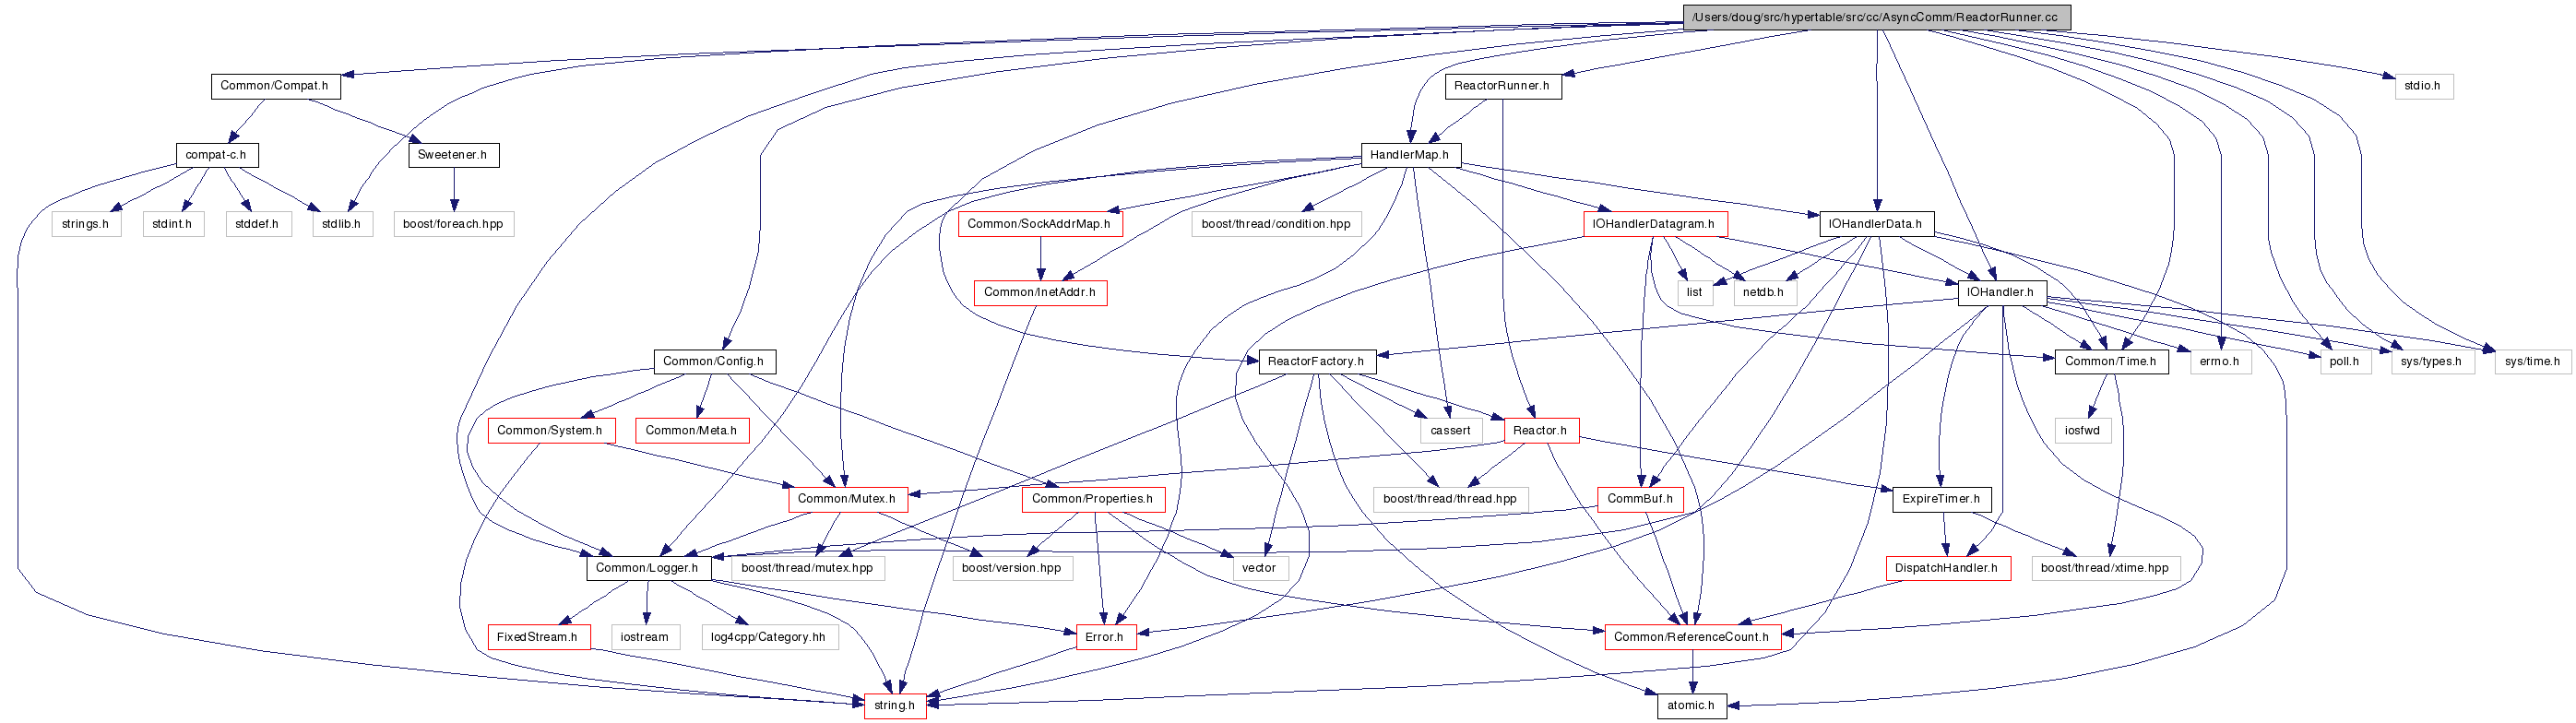 /Users/doug/src/hypertable/src/cc/AsyncComm/ReactorRunner.cc
Common/Compat.h
ReactorRunner.h
stdio.h
compat-c.h
Sweetener.h
HandlerMap.h
strings.h
stdint.h
stddef.h
stdlib.h
boost/foreach.hpp
Common/SockAddrMap.h
boost/thread/condition.hpp
IOHandlerDatagram.h
IOHandlerData.h
Common/InetAddr.h
list
netdb.h
IOHandler.h
Common/Config.h
ReactorFactory.h
Common/Time.h
errno.h
poll.h
sys/types.h
sys/time.h
Common/System.h
Common/Meta.h
cassert
Reactor.h
iosfwd
Common/Mutex.h
Common/Properties.h
boost/thread/thread.hpp
CommBuf.h
ExpireTimer.h
Common/Logger.h
boost/thread/mutex.hpp
boost/version.hpp
vector
DispatchHandler.h
boost/thread/xtime.hpp
FixedStream.h
iostream
log4cpp/Category.hh
Error.h
Common/ReferenceCount.h
string.h
atomic.h